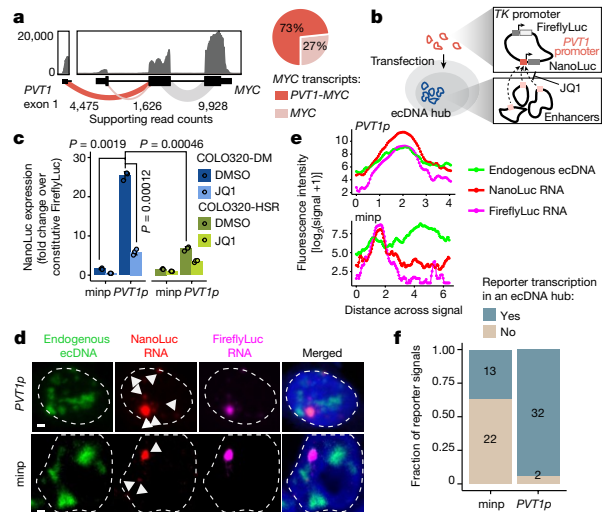 a
20,000
0
PVT1
exon 1
4,475
1,626
9,928
MYC
Supporting read counts
73%
27%
MYC transcripts:
PVT1-MYC
MYC
b
Transfection
ecDNA hub
TK promoter
FireflyLuc
PVT1
promoter
NanoLuc
JQ1
Enhancers
c
P = 0.0019
P = 0.00046
P = 0.00012
NanoLuc expression
(fold change over
constitutive FireflyLuc)
30
20
10
0
minp PVT1p
minp PVT1p
COLO320-DM
DMSO
JQ1
COLO320-HSR
DMSO
JQ1
e
PVT1p
10
8
6
4
2
0 1 2 3 4
minp
7.5
5.0
2.5
0 2 4 6
Fluorescence intensity
[log2(signal +1)]
Distance across signal
Endogenous ecDNA
NanoLuc RNA
FireflyLuc RNA
d
Endogenous
ecDNA
NanoLuc
RNA
FireflyLuc
RNA
Merged
PVT1p
minp
Reporter transcription
in an ecDNA hub:
Yes
No
f
Fraction of reporter signals
1.00
0.75
0.50
0.25
0
13
22
32
2
minp PVT1p